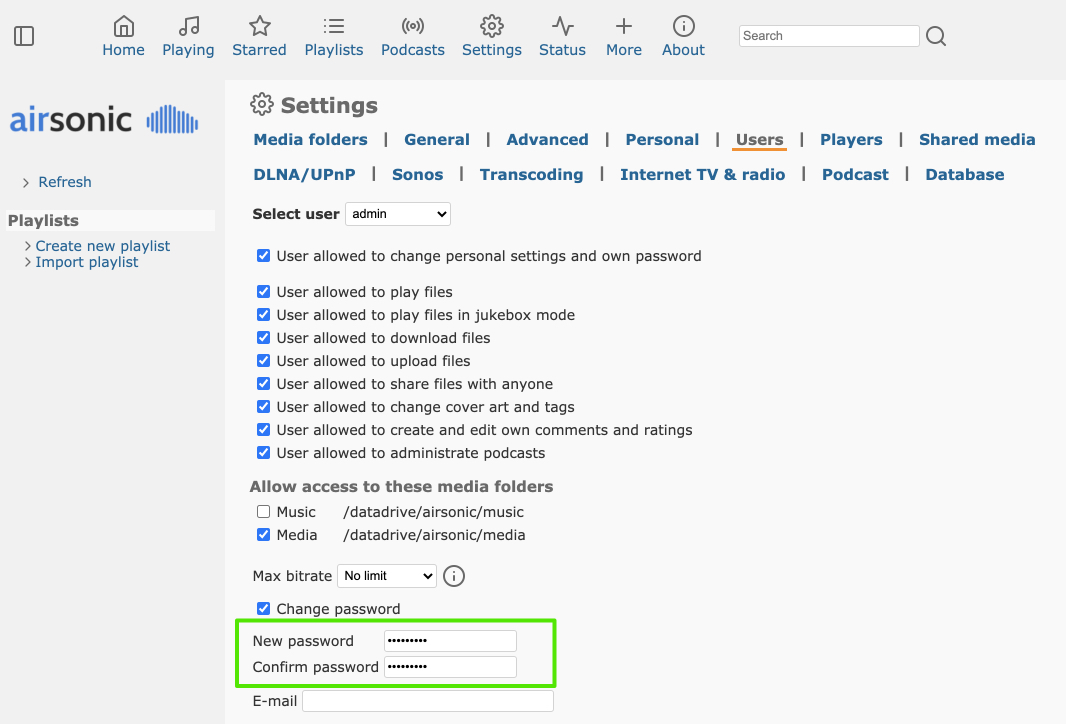 Home Playing Starred Playlists Podcasts Settings Status More About Search
airsonic
Refresh
Playlists
Create new playlist
Import playlist
Settings
Media folders | General | Advanced | Personal | Users | Players | Shared media
DLNA/UPnP | Sonos | Transcoding | Internet TV & radio | Podcast | Database
Select user admin
User allowed to change personal settings and own password
User allowed to play files
User allowed to play files in jukebox mode
User allowed to download files
User allowed to upload files
User allowed to share files with anyone
User allowed to change cover art and tags
User allowed to create and edit own comments and ratings
User allowed to administrate podcasts
Allow access to these media folders
Music /datadrive/airsonic/music
Media /datadrive/airsonic/media
Max bitrate No limit
Change password
New password •••••••••
Confirm password •••••••••
E-mail